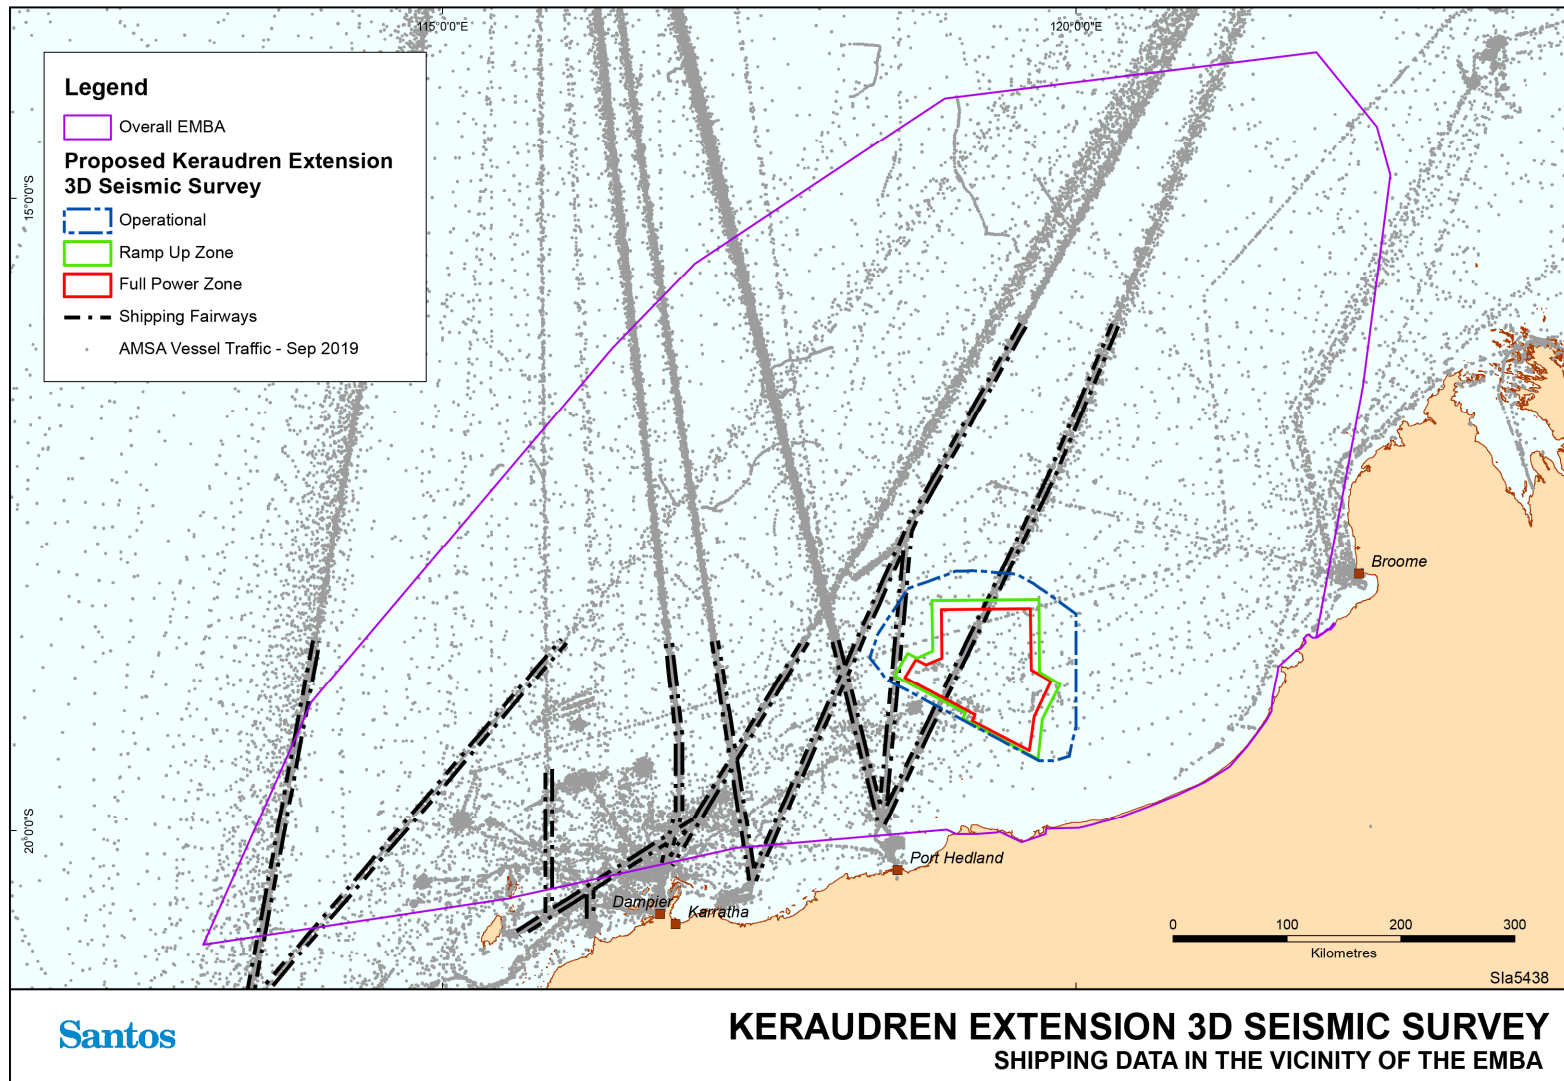 115°0'0"E
120°0'0"E
Legend
Overall EMBA
Proposed Keraudren Extension
3D Seismic Survey
Operational
Ramp Up Zone
Full Power Zone
Shipping Fairways
AMSA Vessel Traffic - Sep 2019
15°0'0"S
20°0'0"S
Broome
Port Hedland
Dampier
Karratha
0 100 200 300
Kilometres
Sla5438
Santos
KERAUDREN EXTENSION 3D SEISMIC SURVEY
SHIPPING DATA IN THE VICINITY OF THE EMBA